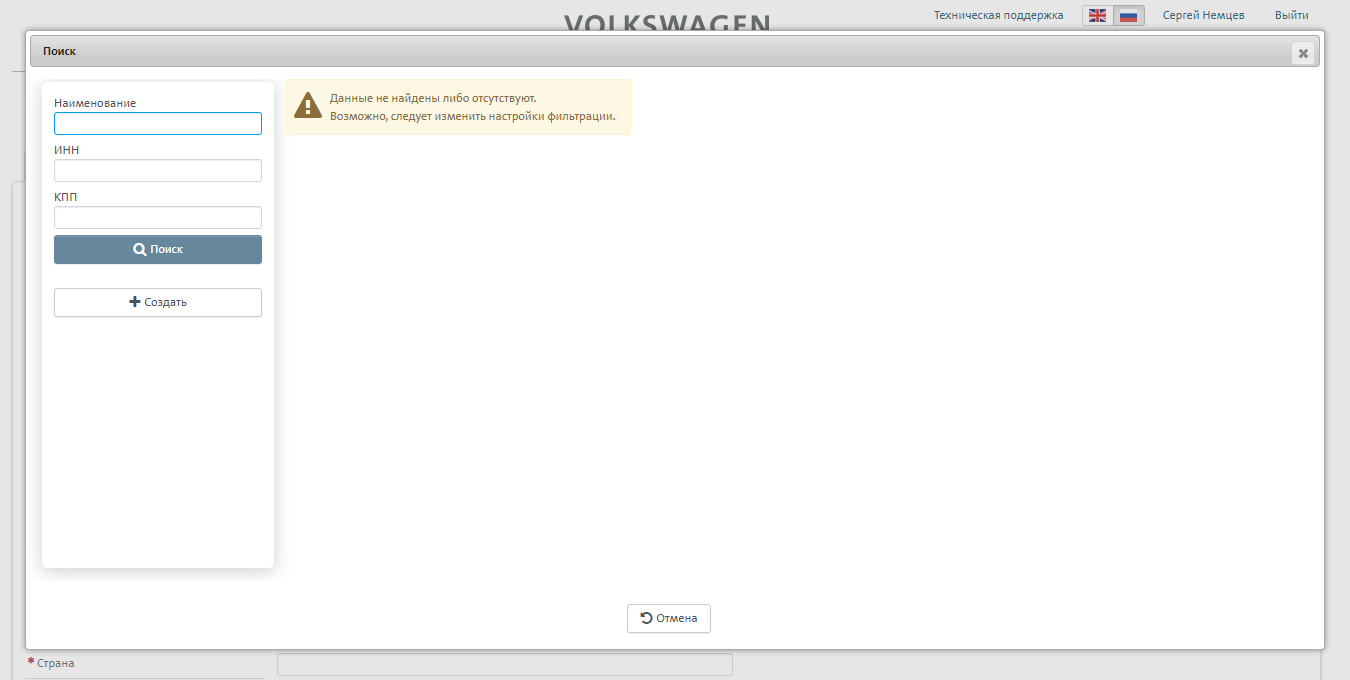 VOLKSWAGEN
Техническая поддержка
Сергей Немцев
Выйти
Поиск
Наименование
ИНН
КПП
Поиск
Создать
Данные не найдены либо отсутствуют.
Возможно, следует изменить настройки фильтрации.
Отмена
* Страна